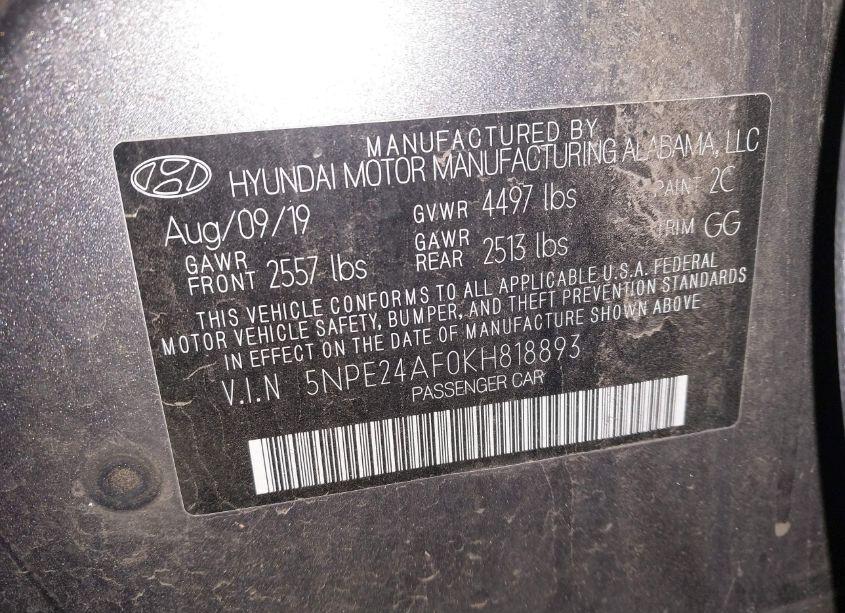 MANUFACTURED BY
HYUNDAI MOTOR MANUFACTURING ALABAMA, LLC
Aug/09/19 GVWR 4497 lbs PAINT 2C
GAWR FRONT 2557 lbs GAWR REAR 2513 lbs TRIM GG
THIS VEHICLE CONFORMS TO ALL APPLICABLE U.S.A. FEDERAL
MOTOR VEHICLE SAFETY, BUMPER, AND THEFT PREVENTION STANDARDS
IN EFFECT ON THE DATE OF MANUFACTURE SHOWN ABOVE
V.I.N 5NPE24AF0KH818893
PASSENGER CAR